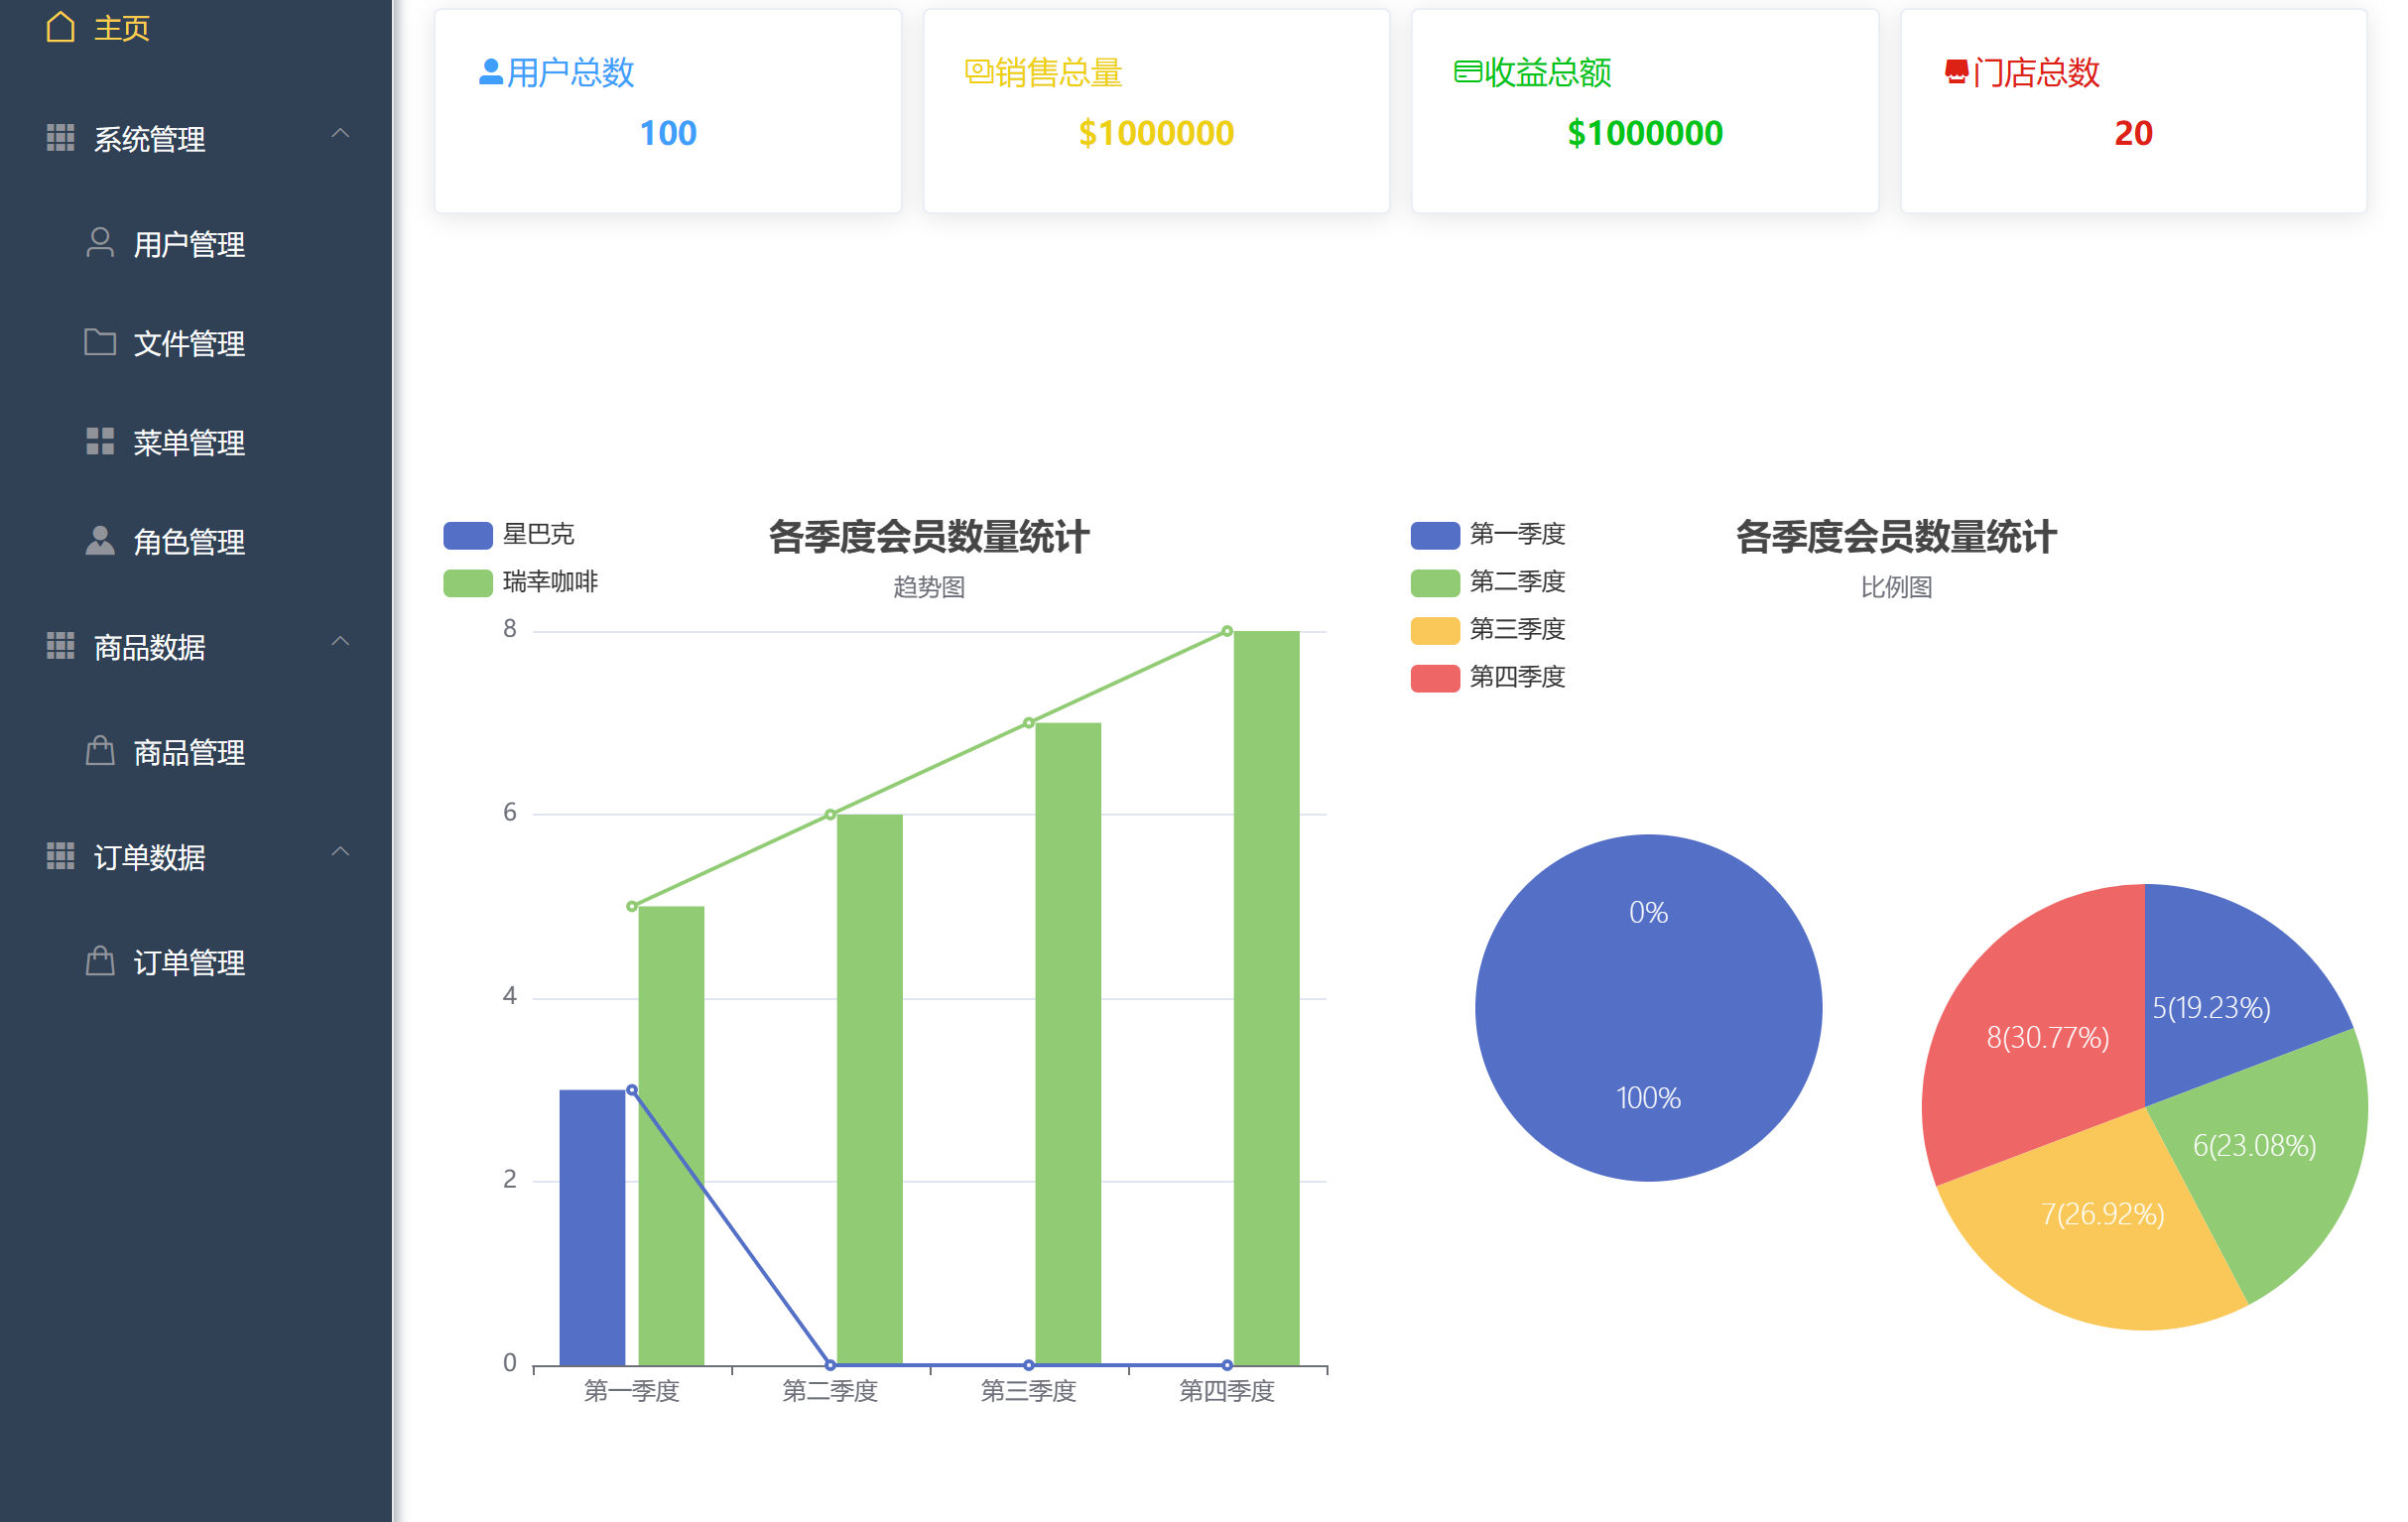 主页
系统管理
用户管理
文件管理
菜单管理
角色管理
商品数据
商品管理
订单数据
订单管理
用户总数
100
销售总量
$1000000
收益总额
$1000000
门店总数
20
星巴克
瑞幸咖啡
各季度会员数量统计
趋势图
8
6
4
2
0
第一季度
第二季度
第三季度
第四季度
第一季度
第二季度
第三季度
第四季度
各季度会员数量统计
比例图
0%
100%
5(19.23%)
8(30.77%)
6(23.08%)
7(26.92%)